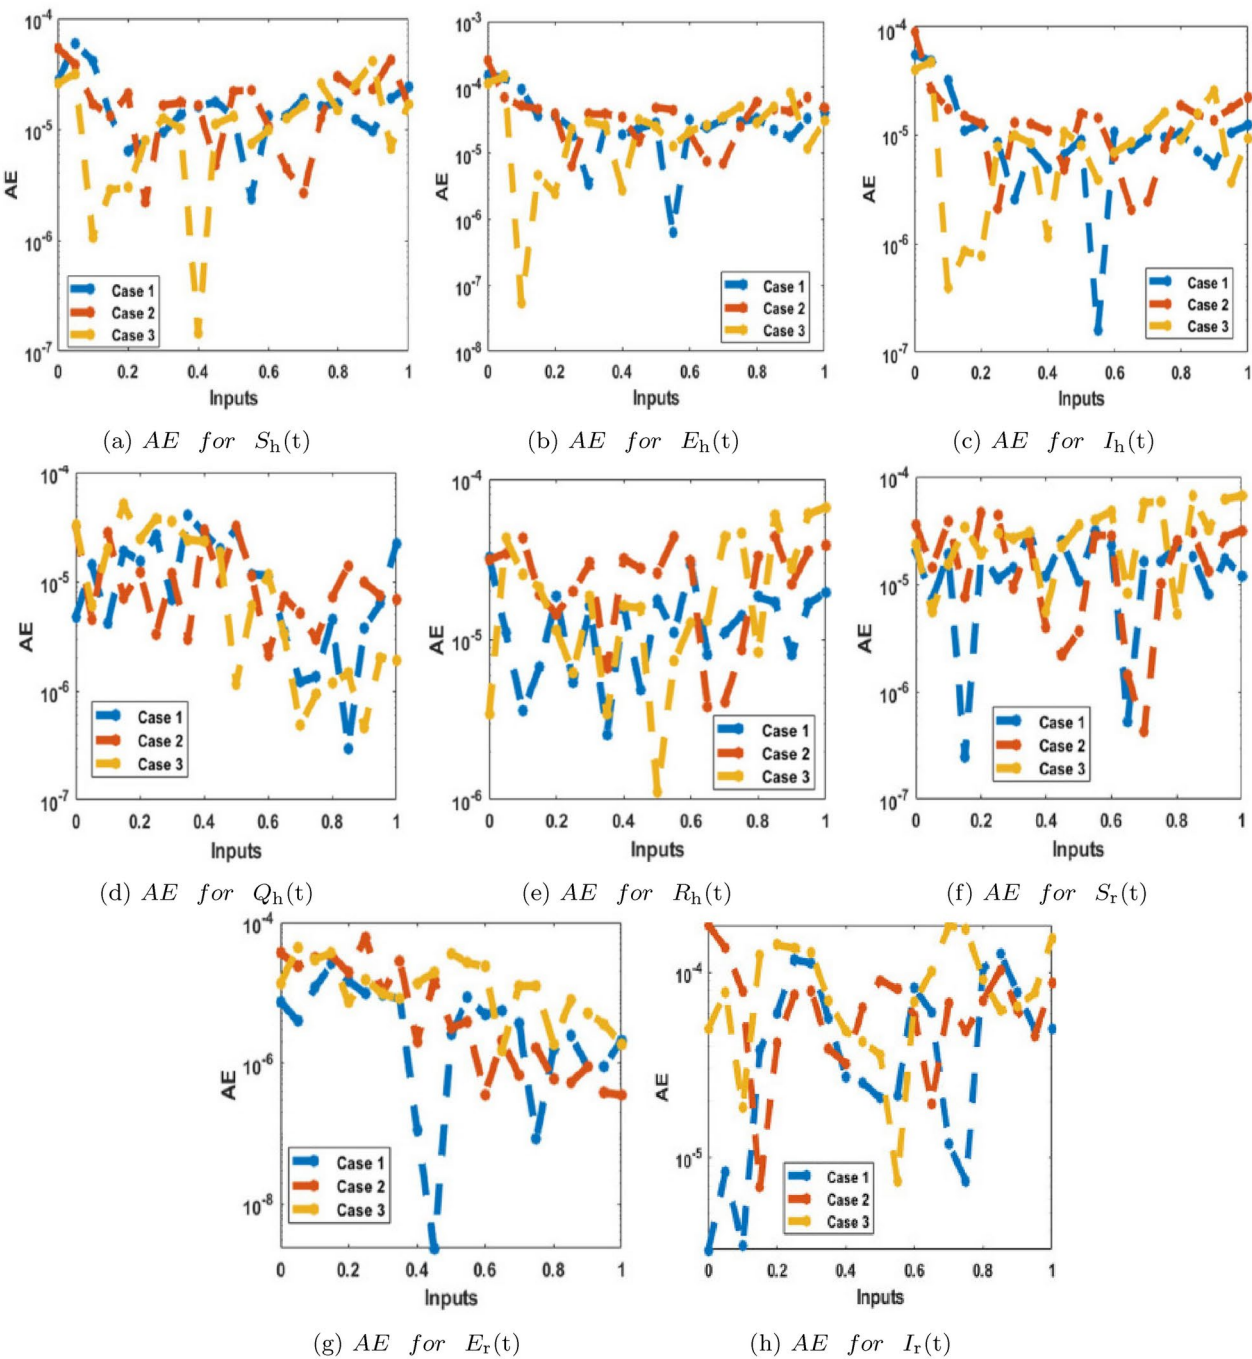 10^-4
10^-5
10^-6
10^-7
AE
0 0.2 0.4 0.6 0.8 1
Inputs
Case 1
Case 2
Case 3
(a) AE for S_h(t)
10^-3
10^-4
10^-5
10^-6
10^-7
10^-8
AE
0 0.2 0.4 0.6 0.8 1
Inputs
Case 1
Case 2
Case 3
(b) AE for E_h(t)
10^-4
10^-5
10^-6
10^-7
AE
0 0.2 0.4 0.6 0.8 1
Inputs
Case 1
Case 2
Case 3
(c) AE for I_h(t)
10^-4
10^-5
10^-6
10^-7
AE
0 0.2 0.4 0.6 0.8 1
Inputs
Case 1
Case 2
Case 3
(d) AE for Q_h(t)
10^-4
10^-5
10^-6
AE
0 0.2 0.4 0.6 0.8 1
Inputs
Case 1
Case 2
Case 3
(e) AE for R_h(t)
10^-4
10^-5
10^-6
10^-7
AE
0 0.2 0.4 0.6 0.8 1
Inputs
Case 1
Case 2
Case 3
(f) AE for S_r(t)
10^-4
10^-6
10^-8
AE
0 0.2 0.4 0.6 0.8 1
Inputs
Case 1
Case 2
Case 3
(g) AE for E_r(t)
10^-4
10^-5
AE
0 0.2 0.4 0.6 0.8 1
Inputs
Case 1
Case 2
Case 3
(h) AE for I_r(t)